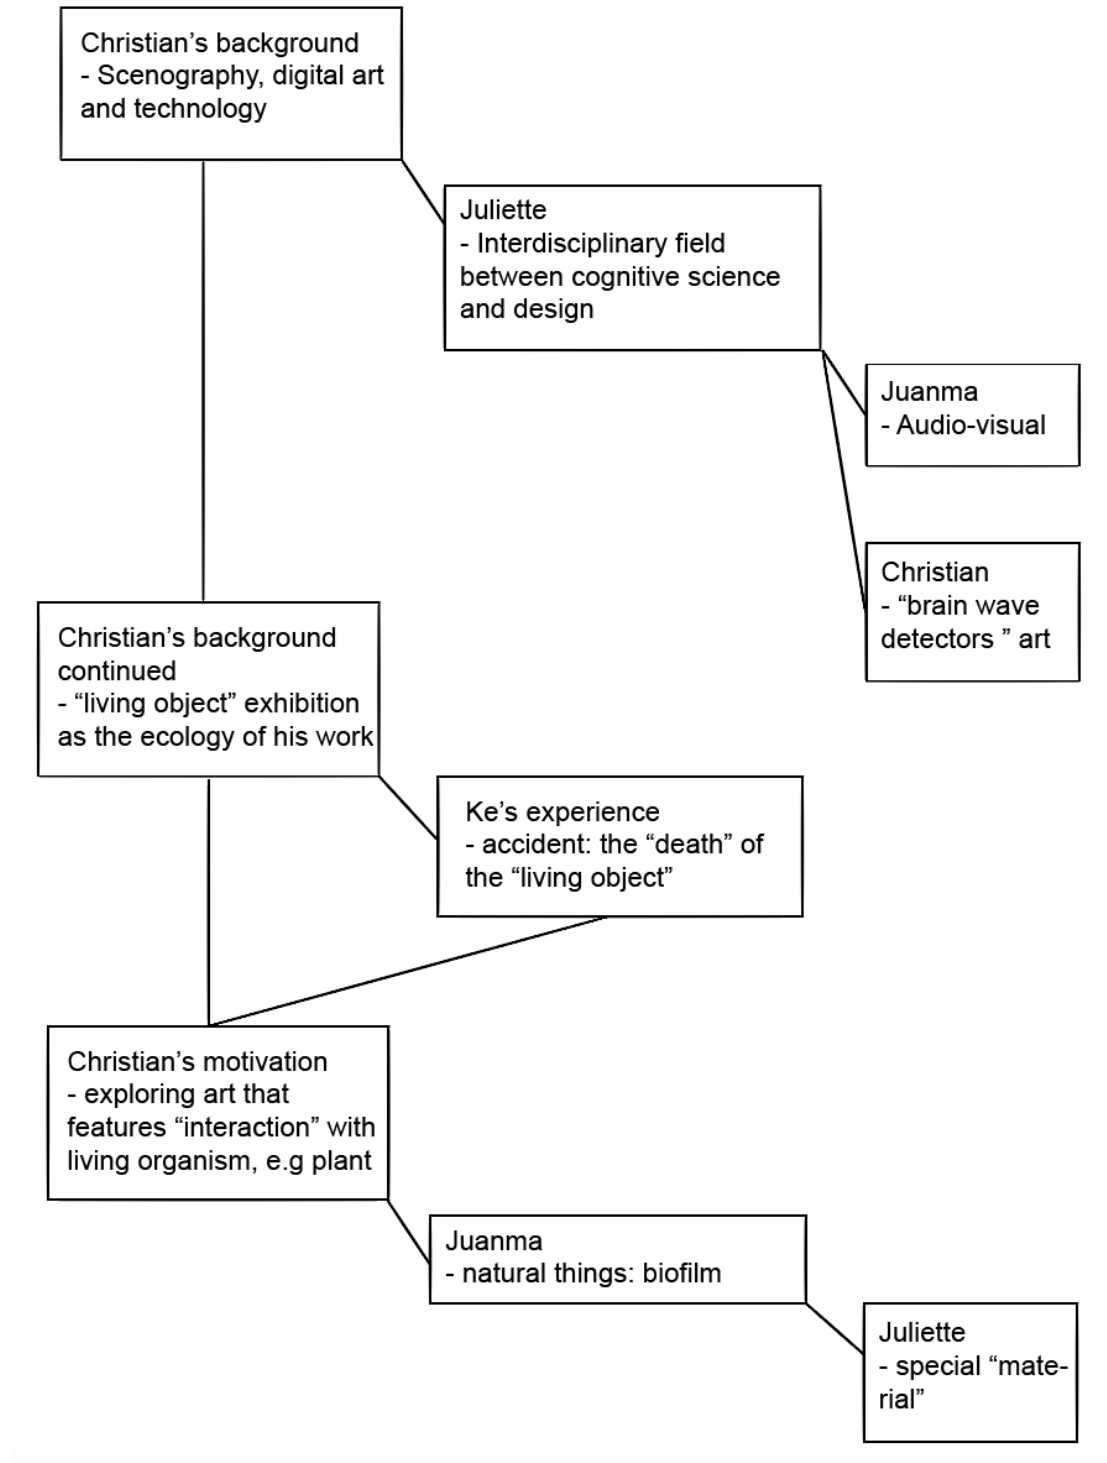 Christian’s background
- Scenography, digital art
and technology
Juliette
- Interdisciplinary field
between cognitive science
and design
Juanma
- Audio-visual
Christian
- “brain wave
detectors ” art
Christian’s background
continued
- “living object” exhibition
as the ecology of his work
Ke’s experience
- accident: the “death” of
the “living object”
Christian’s motivation
- exploring art that
features “interaction” with
living organism, e.g plant
Juanma
- natural things: biofilm
Juliette
- special “mate-
rial”